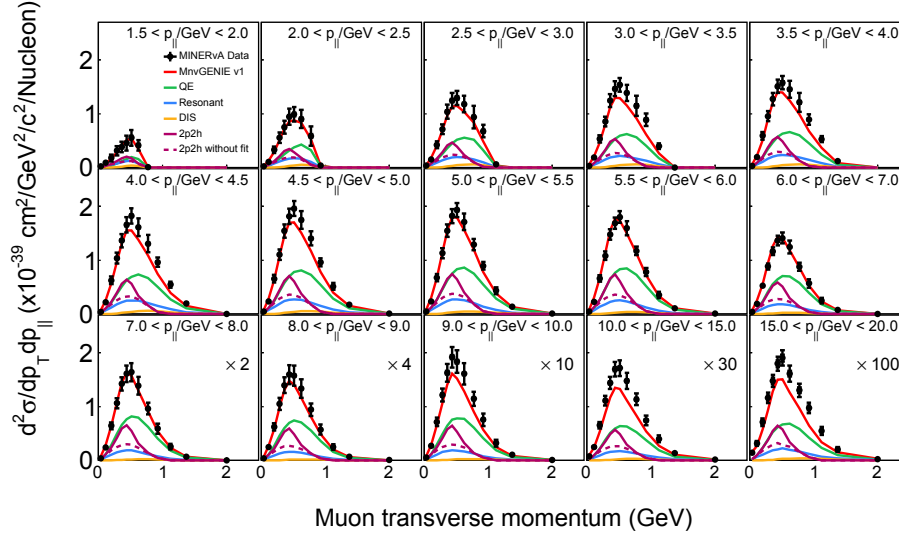 1.5 < p||/GeV < 2.0
2.0 < p||/GeV < 2.5
2.5 < p||/GeV < 3.0
3.0 < p||/GeV < 3.5
3.5 < p||/GeV < 4.0
MINERvA Data
MnvGENIE v1
QE
Resonant
DIS
2p2h
2p2h without fit
2
1
0
4.0 < p||/GeV < 4.5
4.5 < p||/GeV < 5.0
5.0 < p||/GeV < 5.5
5.5 < p||/GeV < 6.0
6.0 < p||/GeV < 7.0
2
1
0
7.0 < p||/GeV < 8.0
8.0 < p||/GeV < 9.0
9.0 < p||/GeV < 10.0
10.0 < p||/GeV < 15.0
15.0 < p||/GeV < 20.0
× 2
× 4
× 10
× 30
× 100
2
1
0
0 1 2 0 1 2 0 1 2 0 1 2 0 1 2
d²σ/dp_T dp_|| (x10⁻³⁹ cm²/GeV²/c²/Nucleon)
Muon transverse momentum (GeV)